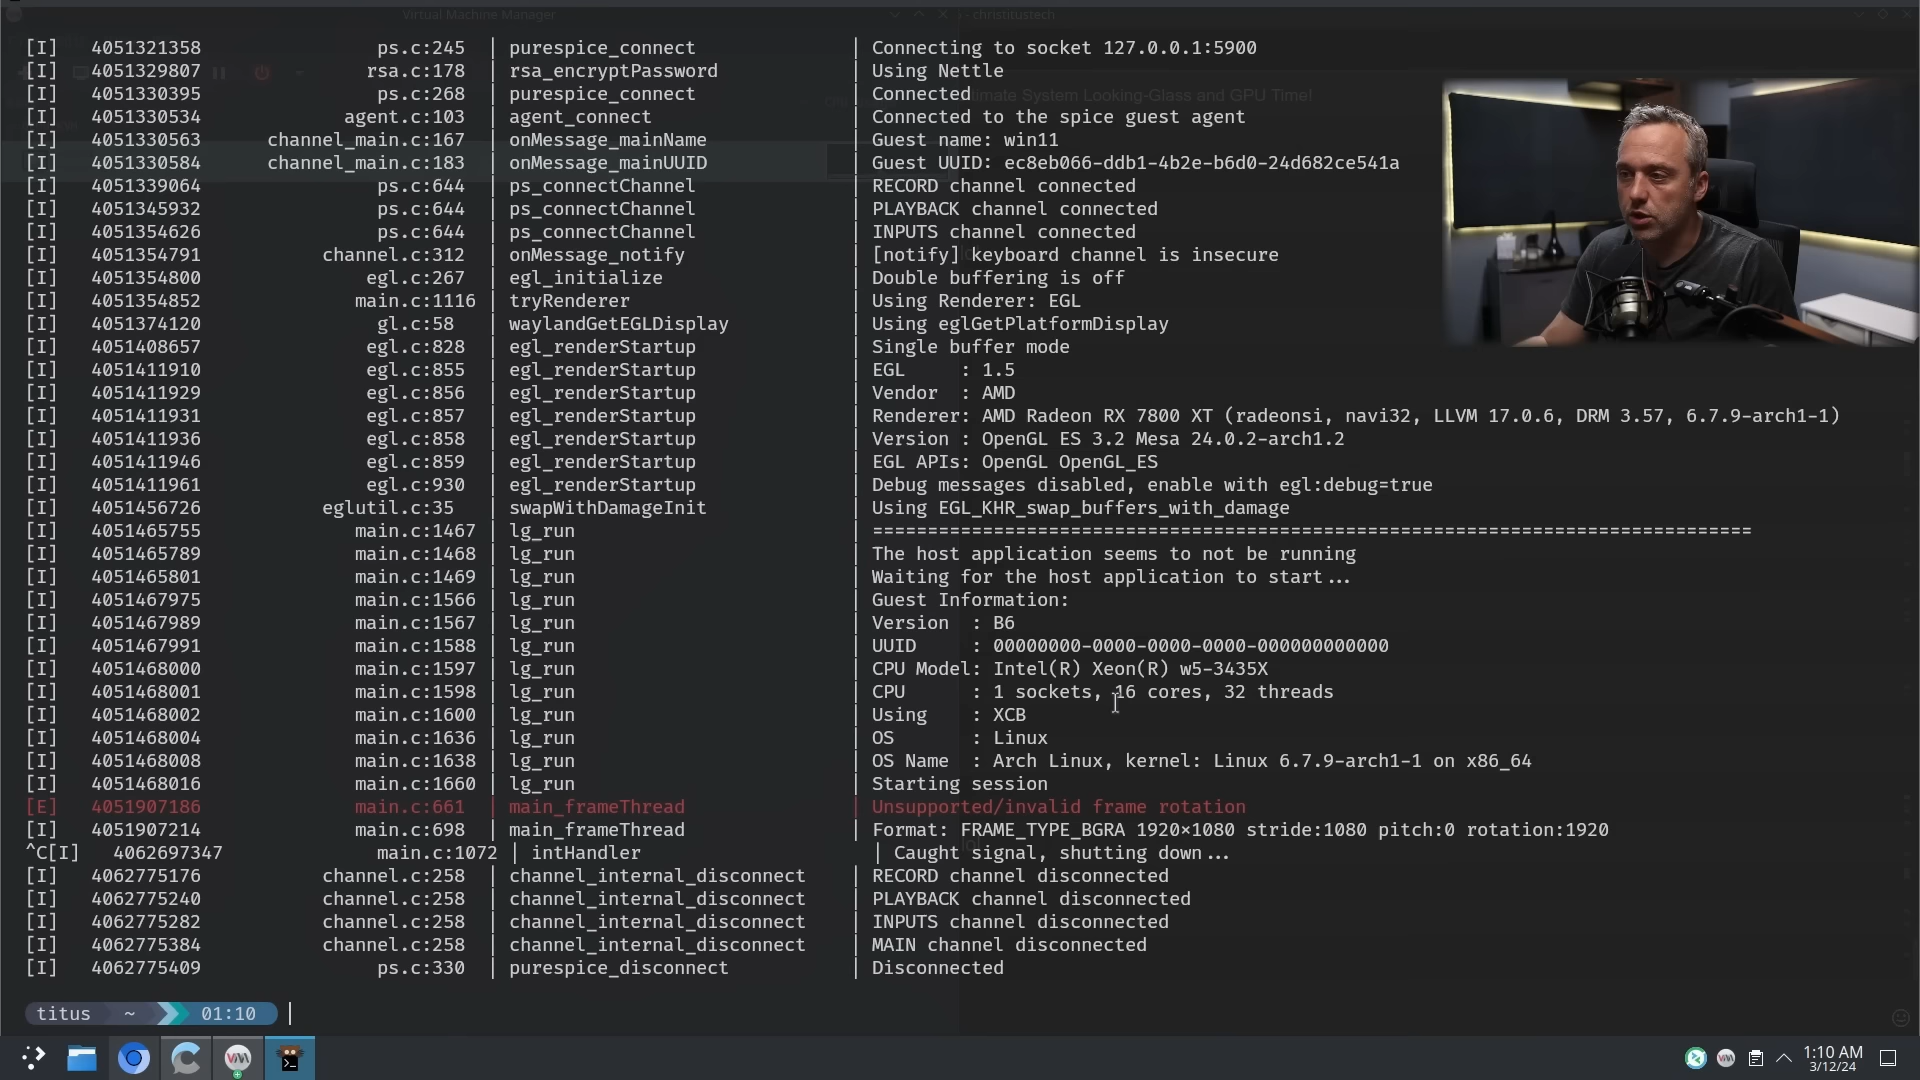 Virtual Machine Manager
- christitustech
[I] 4051321358 ps.c:245 | purespice_connect | Connecting to socket 127.0.0.1:5900
[I] 4051329807 rsa.c:178 | rsa_encryptPassword | Using Nettle
[I] 4051330395 ps.c:268 | purespice_connect | Connected
timate System Looking-Glass and GPU Time!
[I] 4051330534 agent.c:103 | agent_connect | Connected to the spice guest agent
[I] 4051330563 channel_main.c:167 | onMessage_mainName | Guest name: win11
[I] 4051330584 channel_main.c:183 | onMessage_mainUUID | Guest UUID: ec8eb066-ddb1-4b2e-b6d0-24d682ce541a
[I] 4051339064 ps.c:644 | ps_connectChannel | RECORD channel connected
[I] 4051345932 ps.c:644 | ps_connectChannel | PLAYBACK channel connected
[I] 4051354626 ps.c:644 | ps_connectChannel | INPUTS channel connected
[I] 4051354791 channel.c:312 | onMessage_notify | [notify] keyboard channel is insecure
[I] 4051354800 egl.c:267 | egl_initialize | Double buffering is off
[I] 4051354852 main.c:1116 | tryRenderer | Using Renderer: EGL
[I] 4051374120 gl.c:58 | waylandGetEGLDisplay | Using eglGetPlatformDisplay
[I] 4051408657 egl.c:828 | egl_renderStartup | Single buffer mode
[I] 4051411910 egl.c:855 | egl_renderStartup | EGL : 1.5
[I] 4051411929 egl.c:856 | egl_renderStartup | Vendor : AMD
[I] 4051411931 egl.c:857 | egl_renderStartup | Renderer: AMD Radeon RX 7800 XT (radeonsi, navi32, LLVM 17.0.6, DRM 3.57, 6.7.9-arch1-1)
[I] 4051411936 egl.c:858 | egl_renderStartup | Version : OpenGL ES 3.2 Mesa 24.0.2-arch1.2
[I] 4051411946 egl.c:859 | egl_renderStartup | EGL APIs: OpenGL OpenGL_ES
[I] 4051411961 egl.c:930 | egl_renderStartup | Debug messages disabled, enable with egl:debug=true
[I] 4051456726 eglutil.c:35 | swapWithDamageInit | Using EGL_KHR_swap_buffers_with_damage
[I] 4051465755 main.c:1467 | lg_run | ================================================================================
[I] 4051465789 main.c:1468 | lg_run | The host application seems to not be running
[I] 4051465801 main.c:1469 | lg_run | Waiting for the host application to start...
[I] 4051467975 main.c:1566 | lg_run | Guest Information:
[I] 4051467989 main.c:1567 | lg_run | Version : B6
[I] 4051467991 main.c:1588 | lg_run | UUID : 00000000-0000-0000-0000-000000000000
[I] 4051468000 main.c:1597 | lg_run | CPU Model: Intel(R) Xeon(R) w5-3435X
[I] 4051468001 main.c:1598 | lg_run | CPU : 1 sockets, 16 cores, 32 threads
[I] 4051468002 main.c:1600 | lg_run | Using : XCB
[I] 4051468004 main.c:1636 | lg_run | OS : Linux
[I] 4051468008 main.c:1638 | lg_run | OS Name : Arch Linux, kernel: Linux 6.7.9-arch1-1 on x86_64
[I] 4051468016 main.c:1660 | lg_run | Starting session
[E] 4051907186 main.c:661 | main_frameThread | Unsupported/invalid frame rotation
[I] 4051907214 main.c:698 | main_frameThread | Format: FRAME_TYPE_BGRA 1920×1080 stride:1080 pitch:0 rotation:1920
^C[I] 4062697347 main.c:1072 | intHandler | Caught signal, shutting down...
[I] 4062775176 channel.c:258 | channel_internal_disconnect | RECORD channel disconnected
[I] 4062775240 channel.c:258 | channel_internal_disconnect | PLAYBACK channel disconnected
[I] 4062775282 channel.c:258 | channel_internal_disconnect | INPUTS channel disconnected
[I] 4062775384 channel.c:258 | channel_internal_disconnect | MAIN channel disconnected
[I] 4062775409 ps.c:330 | purespice_disconnect | Disconnected
titus ~ 01:10
1:10 AM
3/12/24